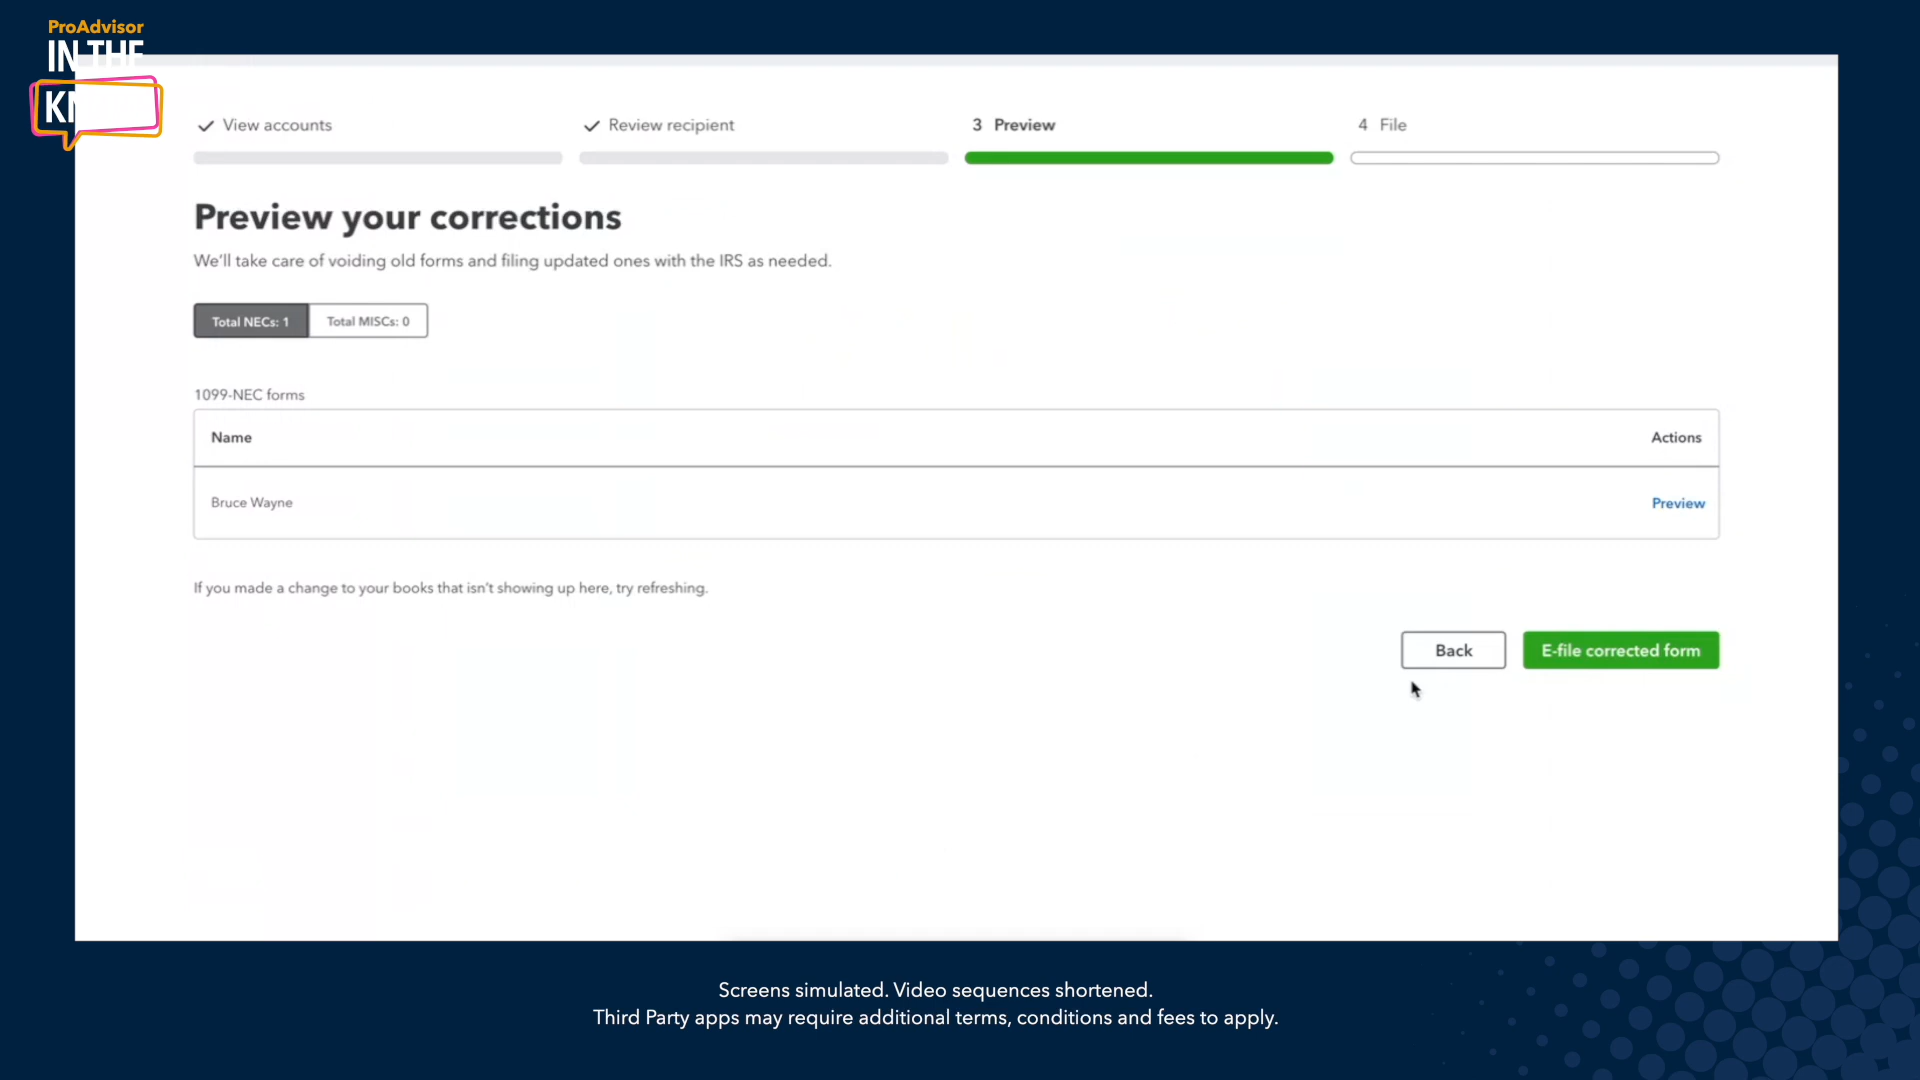 ProAdvisor
IN THE
KN
View accounts
Review recipient
3 Preview
4 File
Preview your corrections
We'll take care of voiding old forms and filing updated ones with the IRS as needed.
Total NECs: 1
Total MISCs: 0
1099-NEC forms
Name
Actions
Bruce Wayne
Preview
If you made a change to your books that isn't showing up here, try refreshing.
Back
E-file corrected form
Screens simulated. Video sequences shortened.
Third Party apps may require additional terms, conditions and fees to apply.